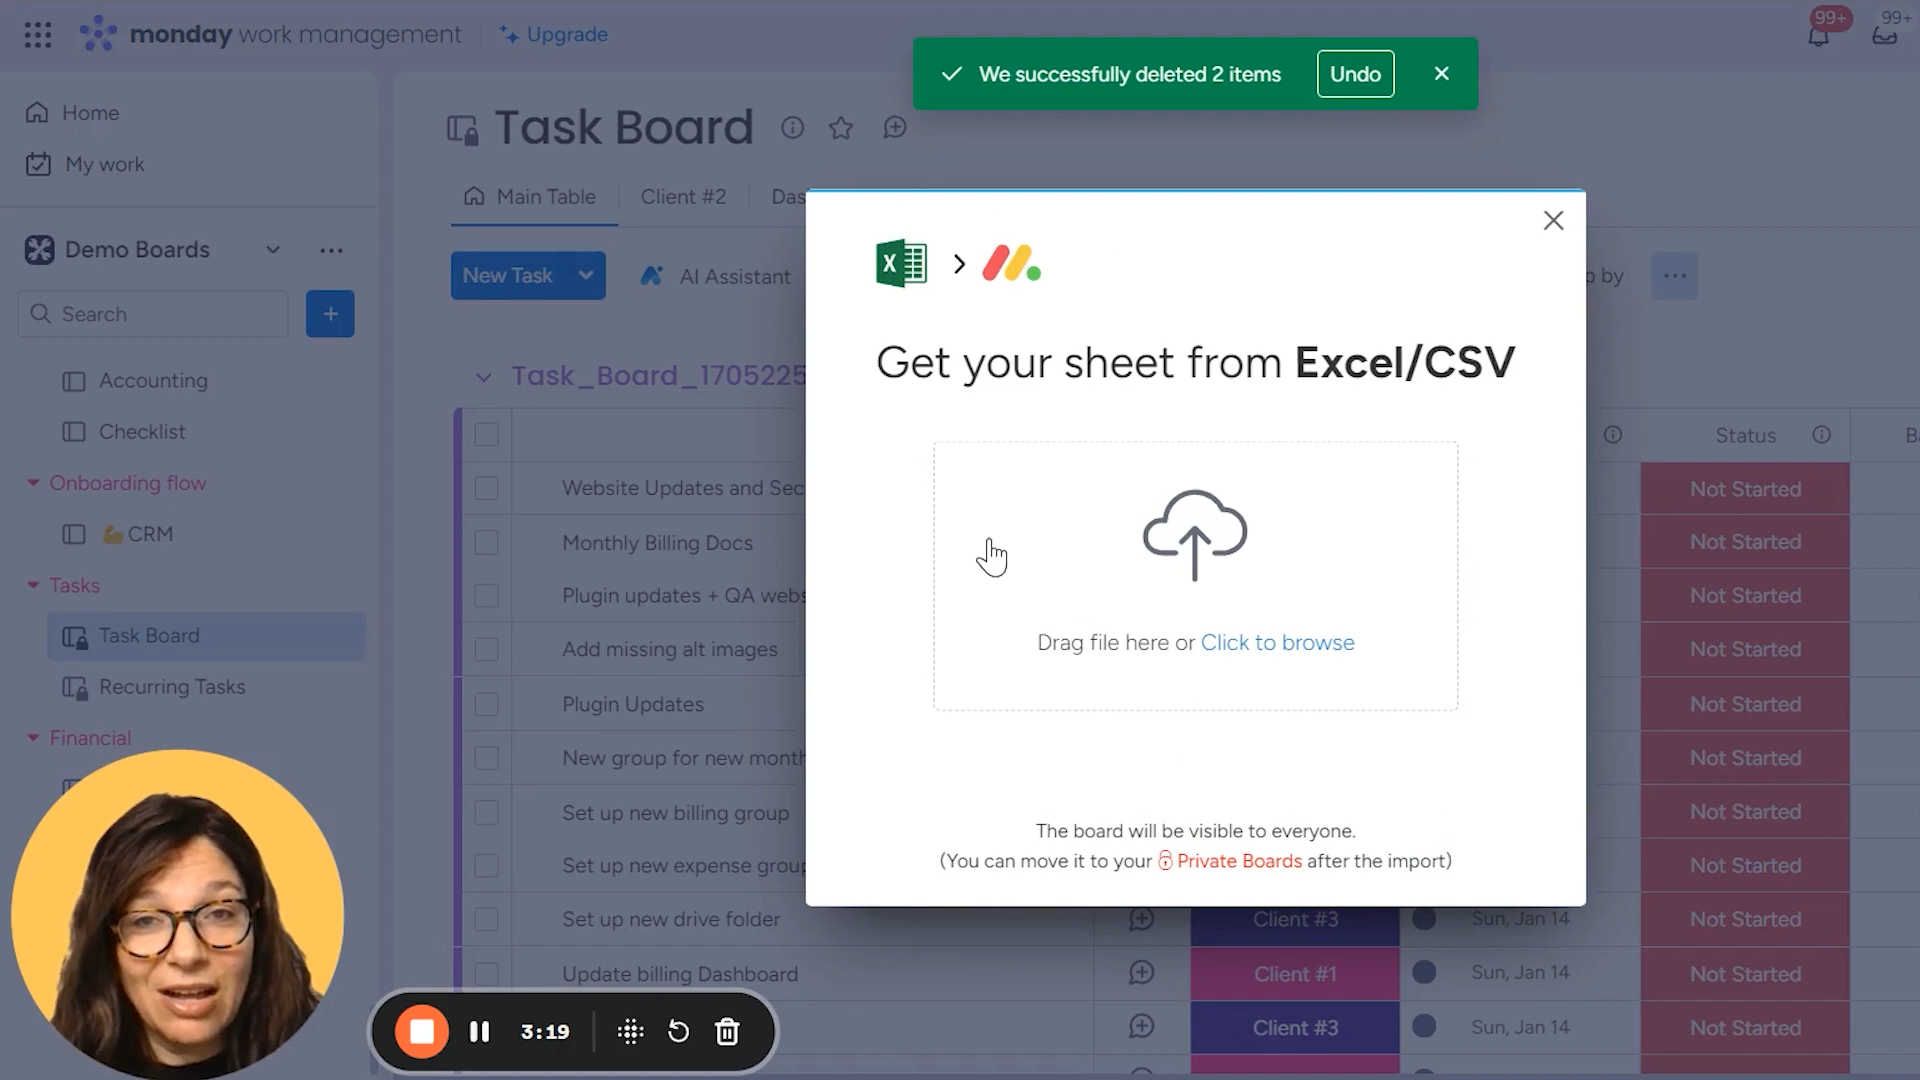 monday work management
Upgrade
99+
99+
We successfully deleted 2 items
Undo
Home
My work
Demo Boards
Search
Accounting
Checklist
Onboarding flow
CRM
Tasks
Task Board
Recurring Tasks
Financial
Task Board
Main Table
Client #2
Das
New Task
AI Assistant
p by
Task_Board_1705225
Status
Ba
Website Updates and Sec
Not Started
Monthly Billing Docs
Not Started
Plugin updates + QA webs
Not Started
Add missing alt images
Not Started
Plugin Updates
Not Started
New group for new month
Not Started
Set up new billing group
Not Started
Set up new expense group
Not Started
Set up new drive folder
Client #3
Sun, Jan 14
Not Started
Update billing Dashboard
Client #1
Sun, Jan 14
Not Started
Client #3
Sun, Jan 14
Not Started
X
Get your sheet from Excel/CSV
Drag file here or Click to browse
The board will be visible to everyone.
(You can move it to your Private Boards after the import)
3:19